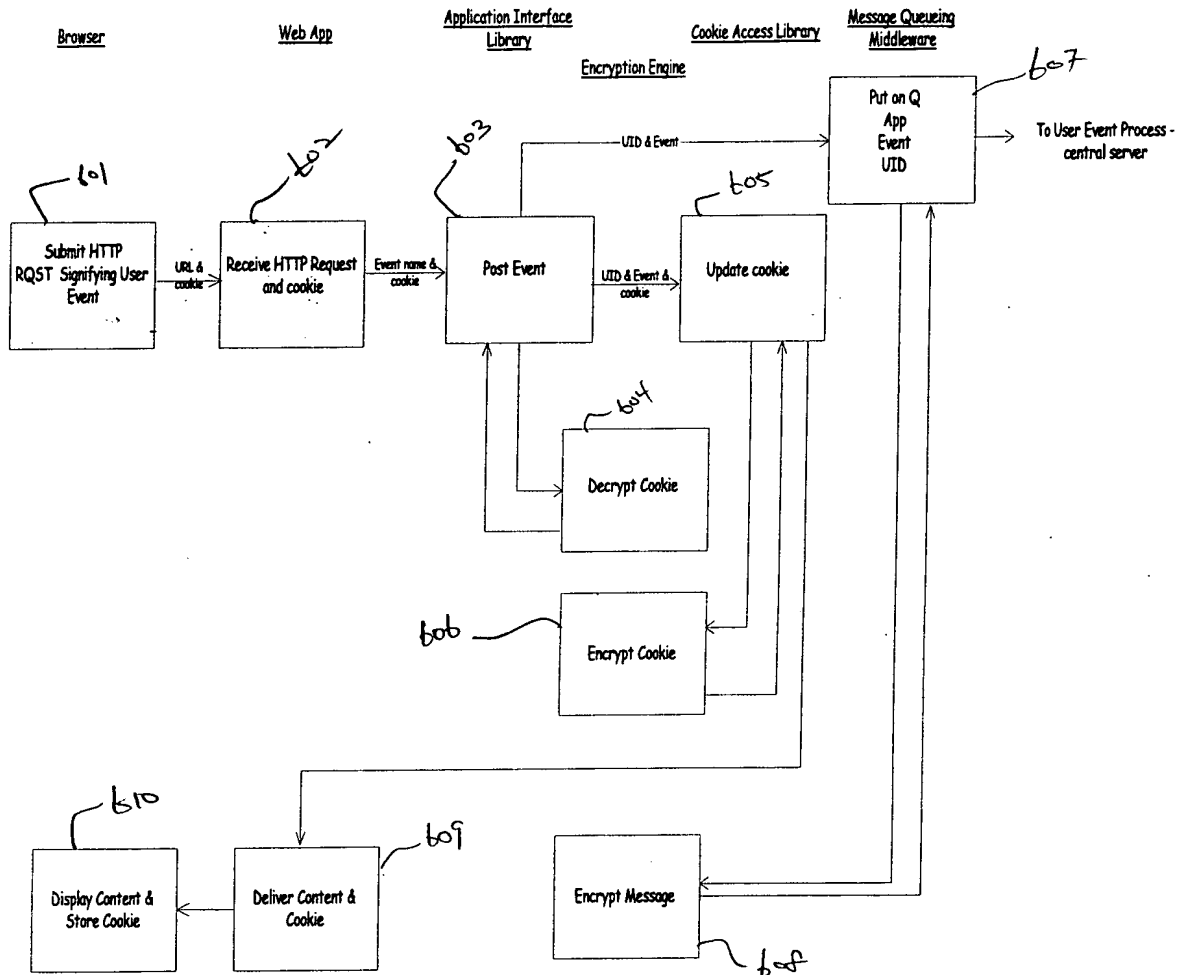 Browser
Web App
Application Interface
Library
Encryption Engine
Cookie Access Library
Message Queueing
Middleware
607
Put on Q
App
Event
UID
To User Event Process -
central server
UID & Event
601
602
603
605
Submit HTTP
RQST Signifying User
Event
URL &
cookie
Receive HTTP Request
and cookie
Event name &
cookie
Post Event
UID & Event &
cookie
Update cookie
604
Decrypt Cookie
606
Encrypt Cookie
610
609
Display Content &
Store Cookie
Deliver Content &
Cookie
Encrypt Message
608